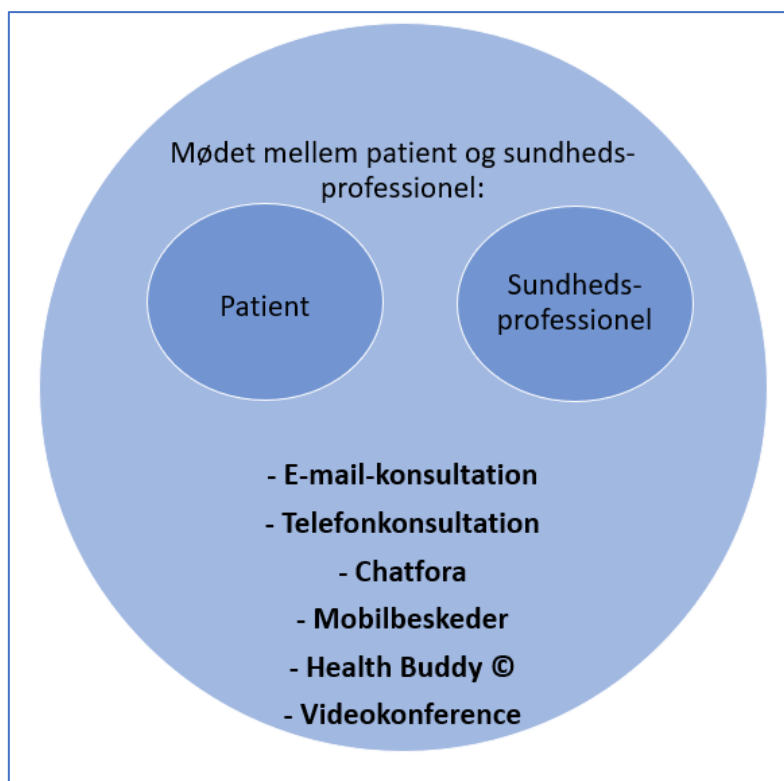 Mødet mellem patient og sundheds-
professionel:
Patient
Sundheds-
professionel
- E-mail-konsultation
- Telefonkonsultation
- Chatfora
- Mobilbeskeder
- Health Buddy ©
- Videokonference